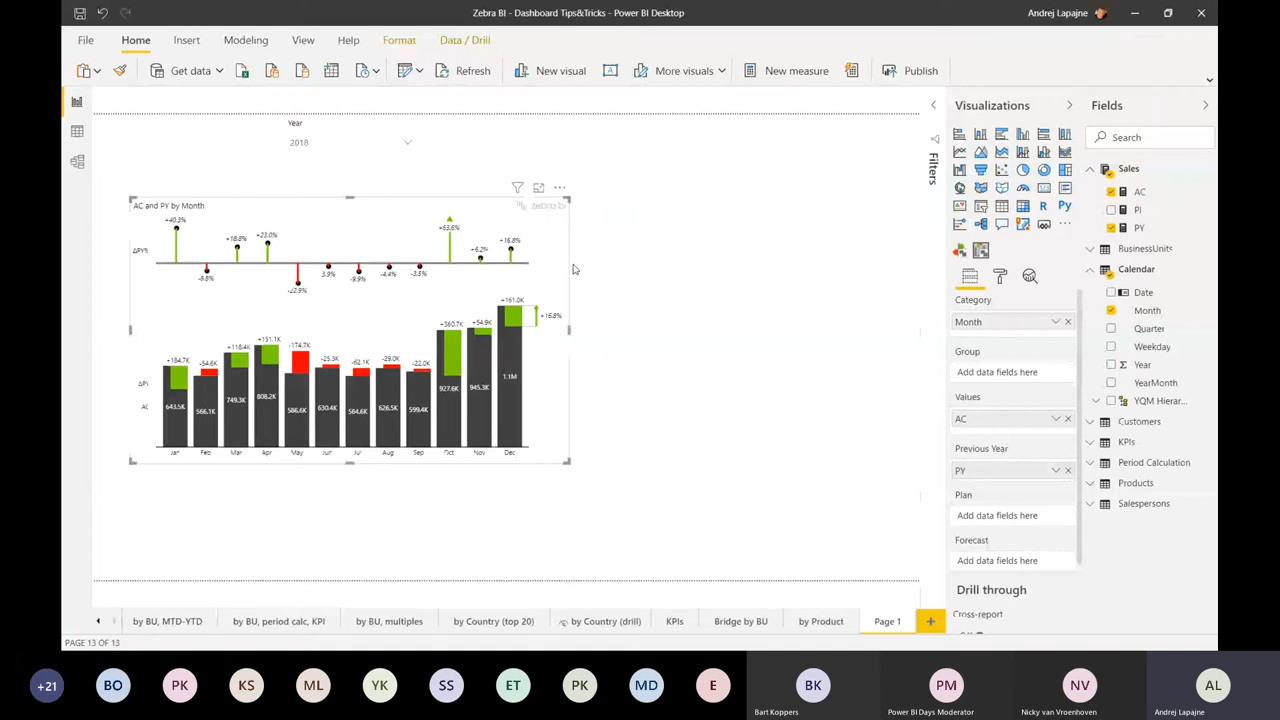 Zebra BI - Dashboard Tips&Tricks - Power BI Desktop
Andrej Lapajne
File Home Insert Modeling View Help Format Data / Drill
Get data Refresh New visual More visuals New measure Publish
Year
2018
AC and PY by Month
zebra bi
ΔPY%
+40.3% -8.8% +18.8% +23.0% -22.9% 3.9% -9.9% -4.4% -3.5% +63.6% +6.2% +16.8%
+184.7K -54.6K +118.4K +151.1K -174.7K -25.3K -62.1K -29.0K -22.0K +360.7K +54.9K +161.0K
+16.8%
ΔPY
AC
643.5K 566.1K 749.3K 808.2K 586.6K 630.4K 564.6K 626.5K 599.4K 927.6K 945.3K 1.1M
Jan Feb Mar Apr May Jun Jul Aug Sep Oct Nov Dec
Filters
Visualizations
Category
Month
Group
Add data fields here
Values
AC
Previous Year
PY
Plan
Add data fields here
Forecast
Add data fields here
Drill through
Cross-report
Fields
Search
Sales
AC
PI
PY
BusinessUnits
Calendar
Date
Month
Quarter
Weekday
Year
YearMonth
YQM Hierar...
Customers
KPIs
Period Calculation
Products
Salespersons
by BU, MTD-YTD by BU, period calc, KPI by BU, multiples by Country (top 20) by Country (drill) KPIs Bridge by BU by Product Page 1
PAGE 13 OF 13
+21 BO PK KS ML YK SS ET PK MD E BK PM NV AL
Bart Koppers Power BI Days Moderator Nicky van Vroenhoven Andrej Lapajne